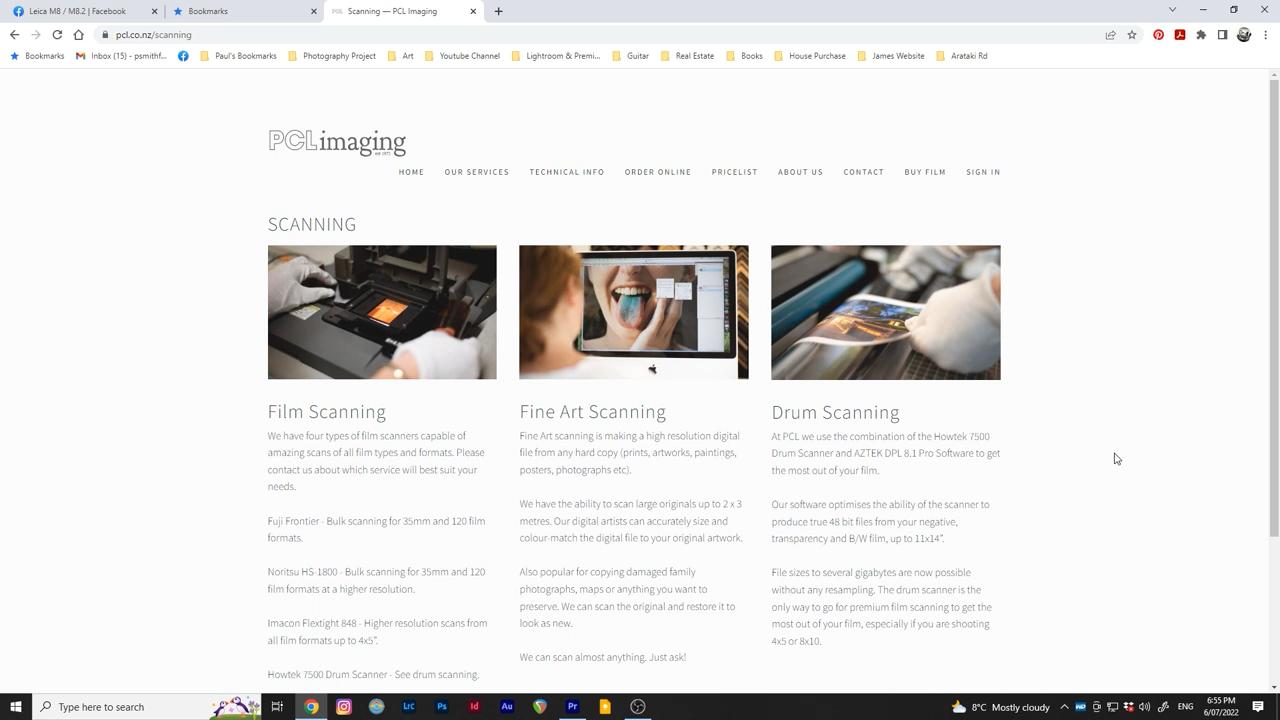 Leica M8 / M8.2 | Facebook
Bookmarks
PCL Scanning — PCL Imaging
pcl.co.nz/scanning
Bookmarks
Inbox (15) - psmithf...
Paul's Bookmarks
Photography Project
Art
Youtube Channel
Lightroom & Premi...
Guitar
Real Estate
Books
House Purchase
James Website
Arataki Rd
PCL imaging
est 1972
HOME
OUR SERVICES
TECHNICAL INFO
ORDER ONLINE
PRICELIST
ABOUT US
CONTACT
BUY FILM
SIGN IN
SCANNING
Film Scanning
We have four types of film scanners capable of
amazing scans of all film types and formats. Please
contact us about which service will best suit your
needs.
Fuji Frontier - Bulk scanning for 35mm and 120 film
formats.
Noritsu HS-1800 - Bulk scanning for 35mm and 120
film formats at a higher resolution.
Imacon Flextight 848 - Higher resolution scans from
all film formats up to 4x5”.
Howtek 7500 Drum Scanner - See drum scanning.
Fine Art Scanning
Fine Art scanning is making a high resolution digital
file from any hard copy (prints, artworks, paintings,
posters, photographs etc).
We have the ability to scan large originals up to 2 x 3
metres. Our digital artists can accurately size and
colour-match the digital file to your original artwork.
Also popular for copying damaged family
photographs, maps or anything you want to
preserve. We can scan the original and restore it to
look as new.
We can scan almost anything. Just ask!
Drum Scanning
At PCL we use the combination of the Howtek 7500
Drum Scanner and AZTEK DPL 8.1 Pro Software to get
the most out of your film.
Our software optimises the ability of the scanner to
produce true 48 bit files from your negative,
transparency and B/W film, up to 11x14”.
File sizes to several gigabytes are now possible
without any resampling. The drum scanner is the
only way to go for premium film scanning to get the
most out of your film, especially if you are shooting
4x5 or 8x10.
Type here to search
LrC
Ps
Id
Au
Pr
8°C Mostly cloudy
ENG
6:55 PM
6/07/2022